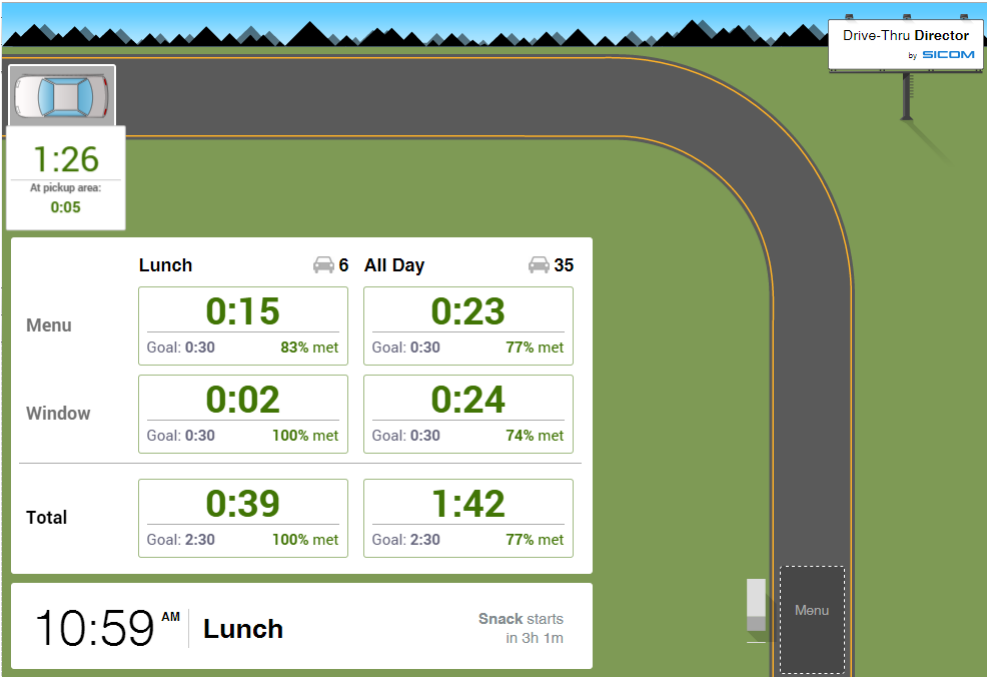 Drive-Thru Director
by SICOM
1:26
At pickup area:
0:05
Lunch 6 All Day 35
Menu
0:15
Goal: 0:30 83% met
0:23
Goal: 0:30 77% met
Window
0:02
Goal: 0:30 100% met
0:24
Goal: 0:30 74% met
Total
0:39
Goal: 2:30 100% met
1:42
Goal: 2:30 77% met
10:59 AM Lunch
Snack starts
in 3h 1m
Menu